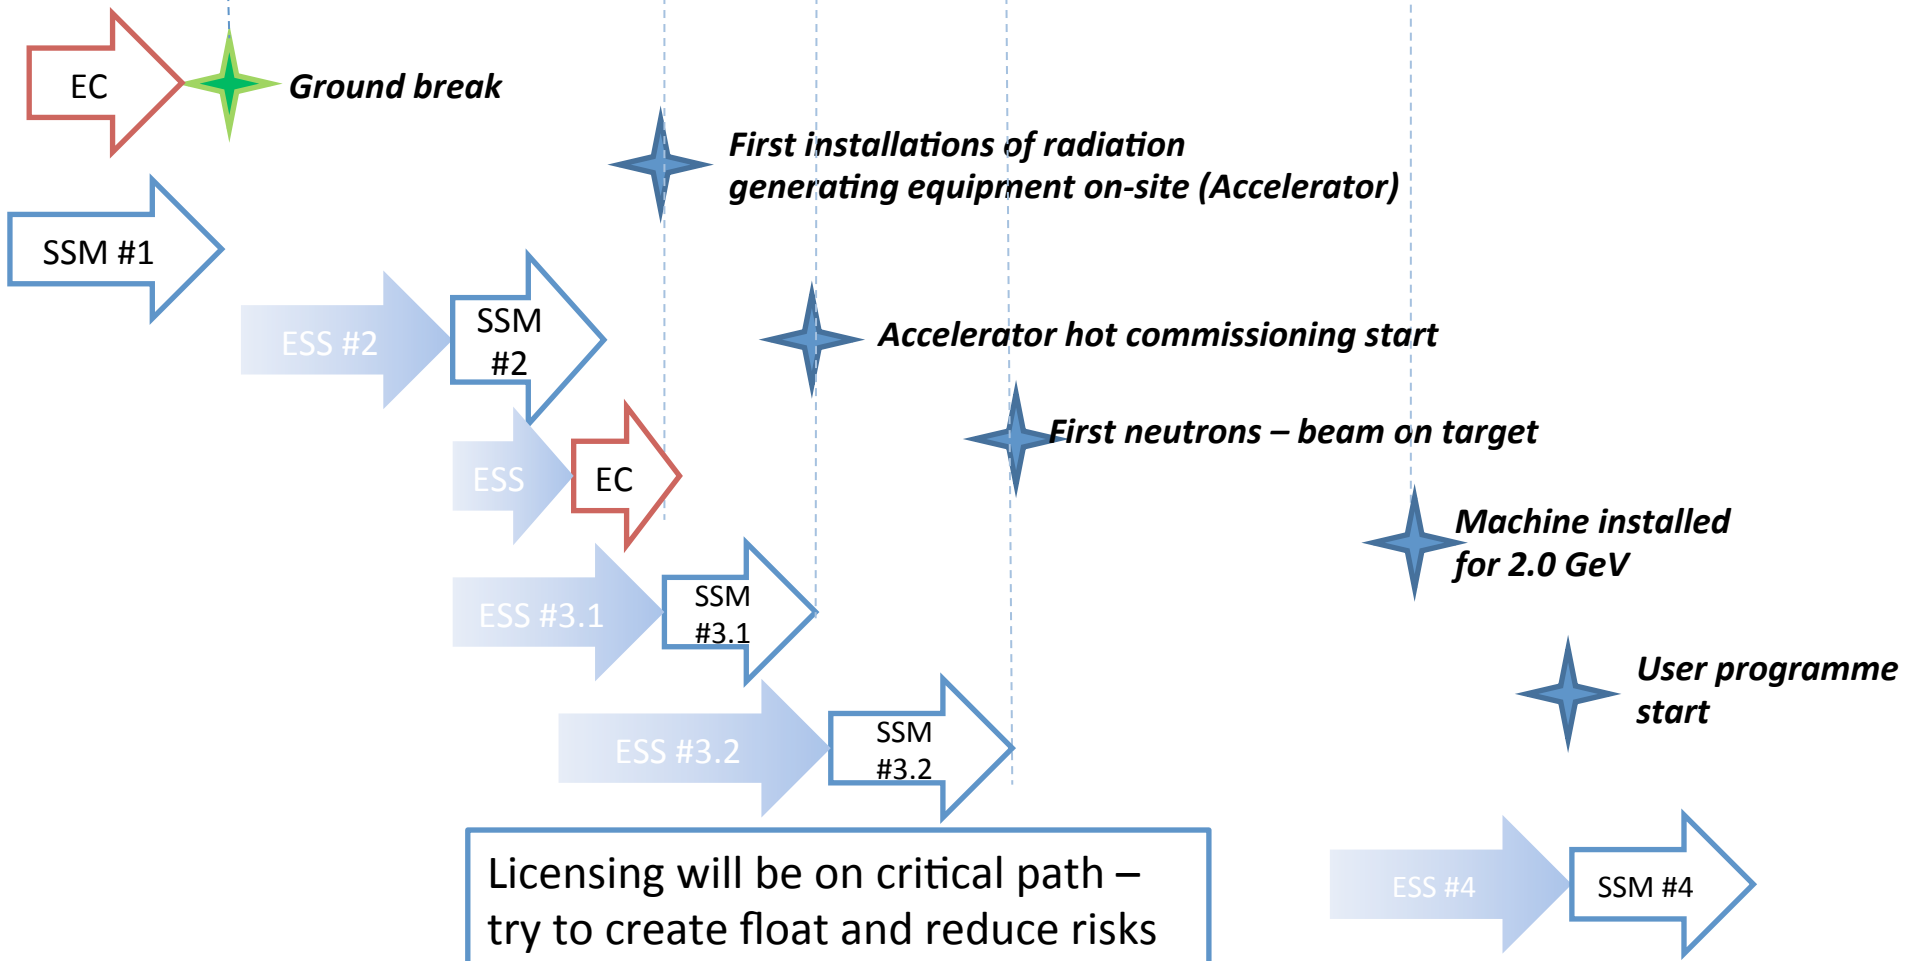 EC
Ground break
First installations of radiation
generating equipment on-site (Accelerator)
SSM #1
ESS #2
SSM
#2
Accelerator hot commissioning start
First neutrons – beam on target
ESS
EC
Machine installed
for 2.0 GeV
ESS #3.1
SSM
#3.1
User programme
start
ESS #3.2
SSM
#3.2
Licensing will be on critical path –
try to create float and reduce risks
ESS #4
SSM #4